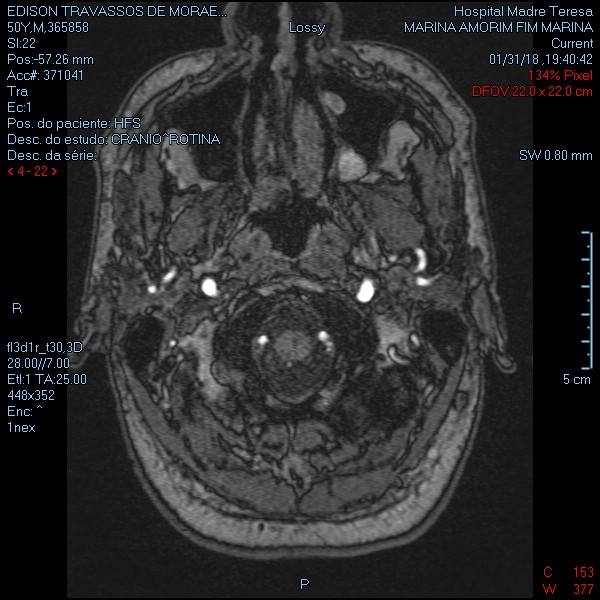 EDISON TRAVASSOS DE MORAE...
50Y,M,365858
Sl:22
Pos:-57.26 mm
Acc#: 371041
Tra
Ec:1
Pos. do paciente: HFS
Desc. do estudo: CRANIO^ROTINA
Desc. da série:
< 4 - 22 >
Lossy
Hospital Madre Teresa
MARINA AMORIM FIM MARINA
Current
01/31/18 ,19:40:42
134% Pixel
DFOV 22.0 x 22.0 cm
SW 0.80 mm
R
5 cm
fl3d1r_t30,3D
28.00//7.00
Etl:1 TA:25.00
448x352
Enc: ^
1nex
P
C 153
W 377